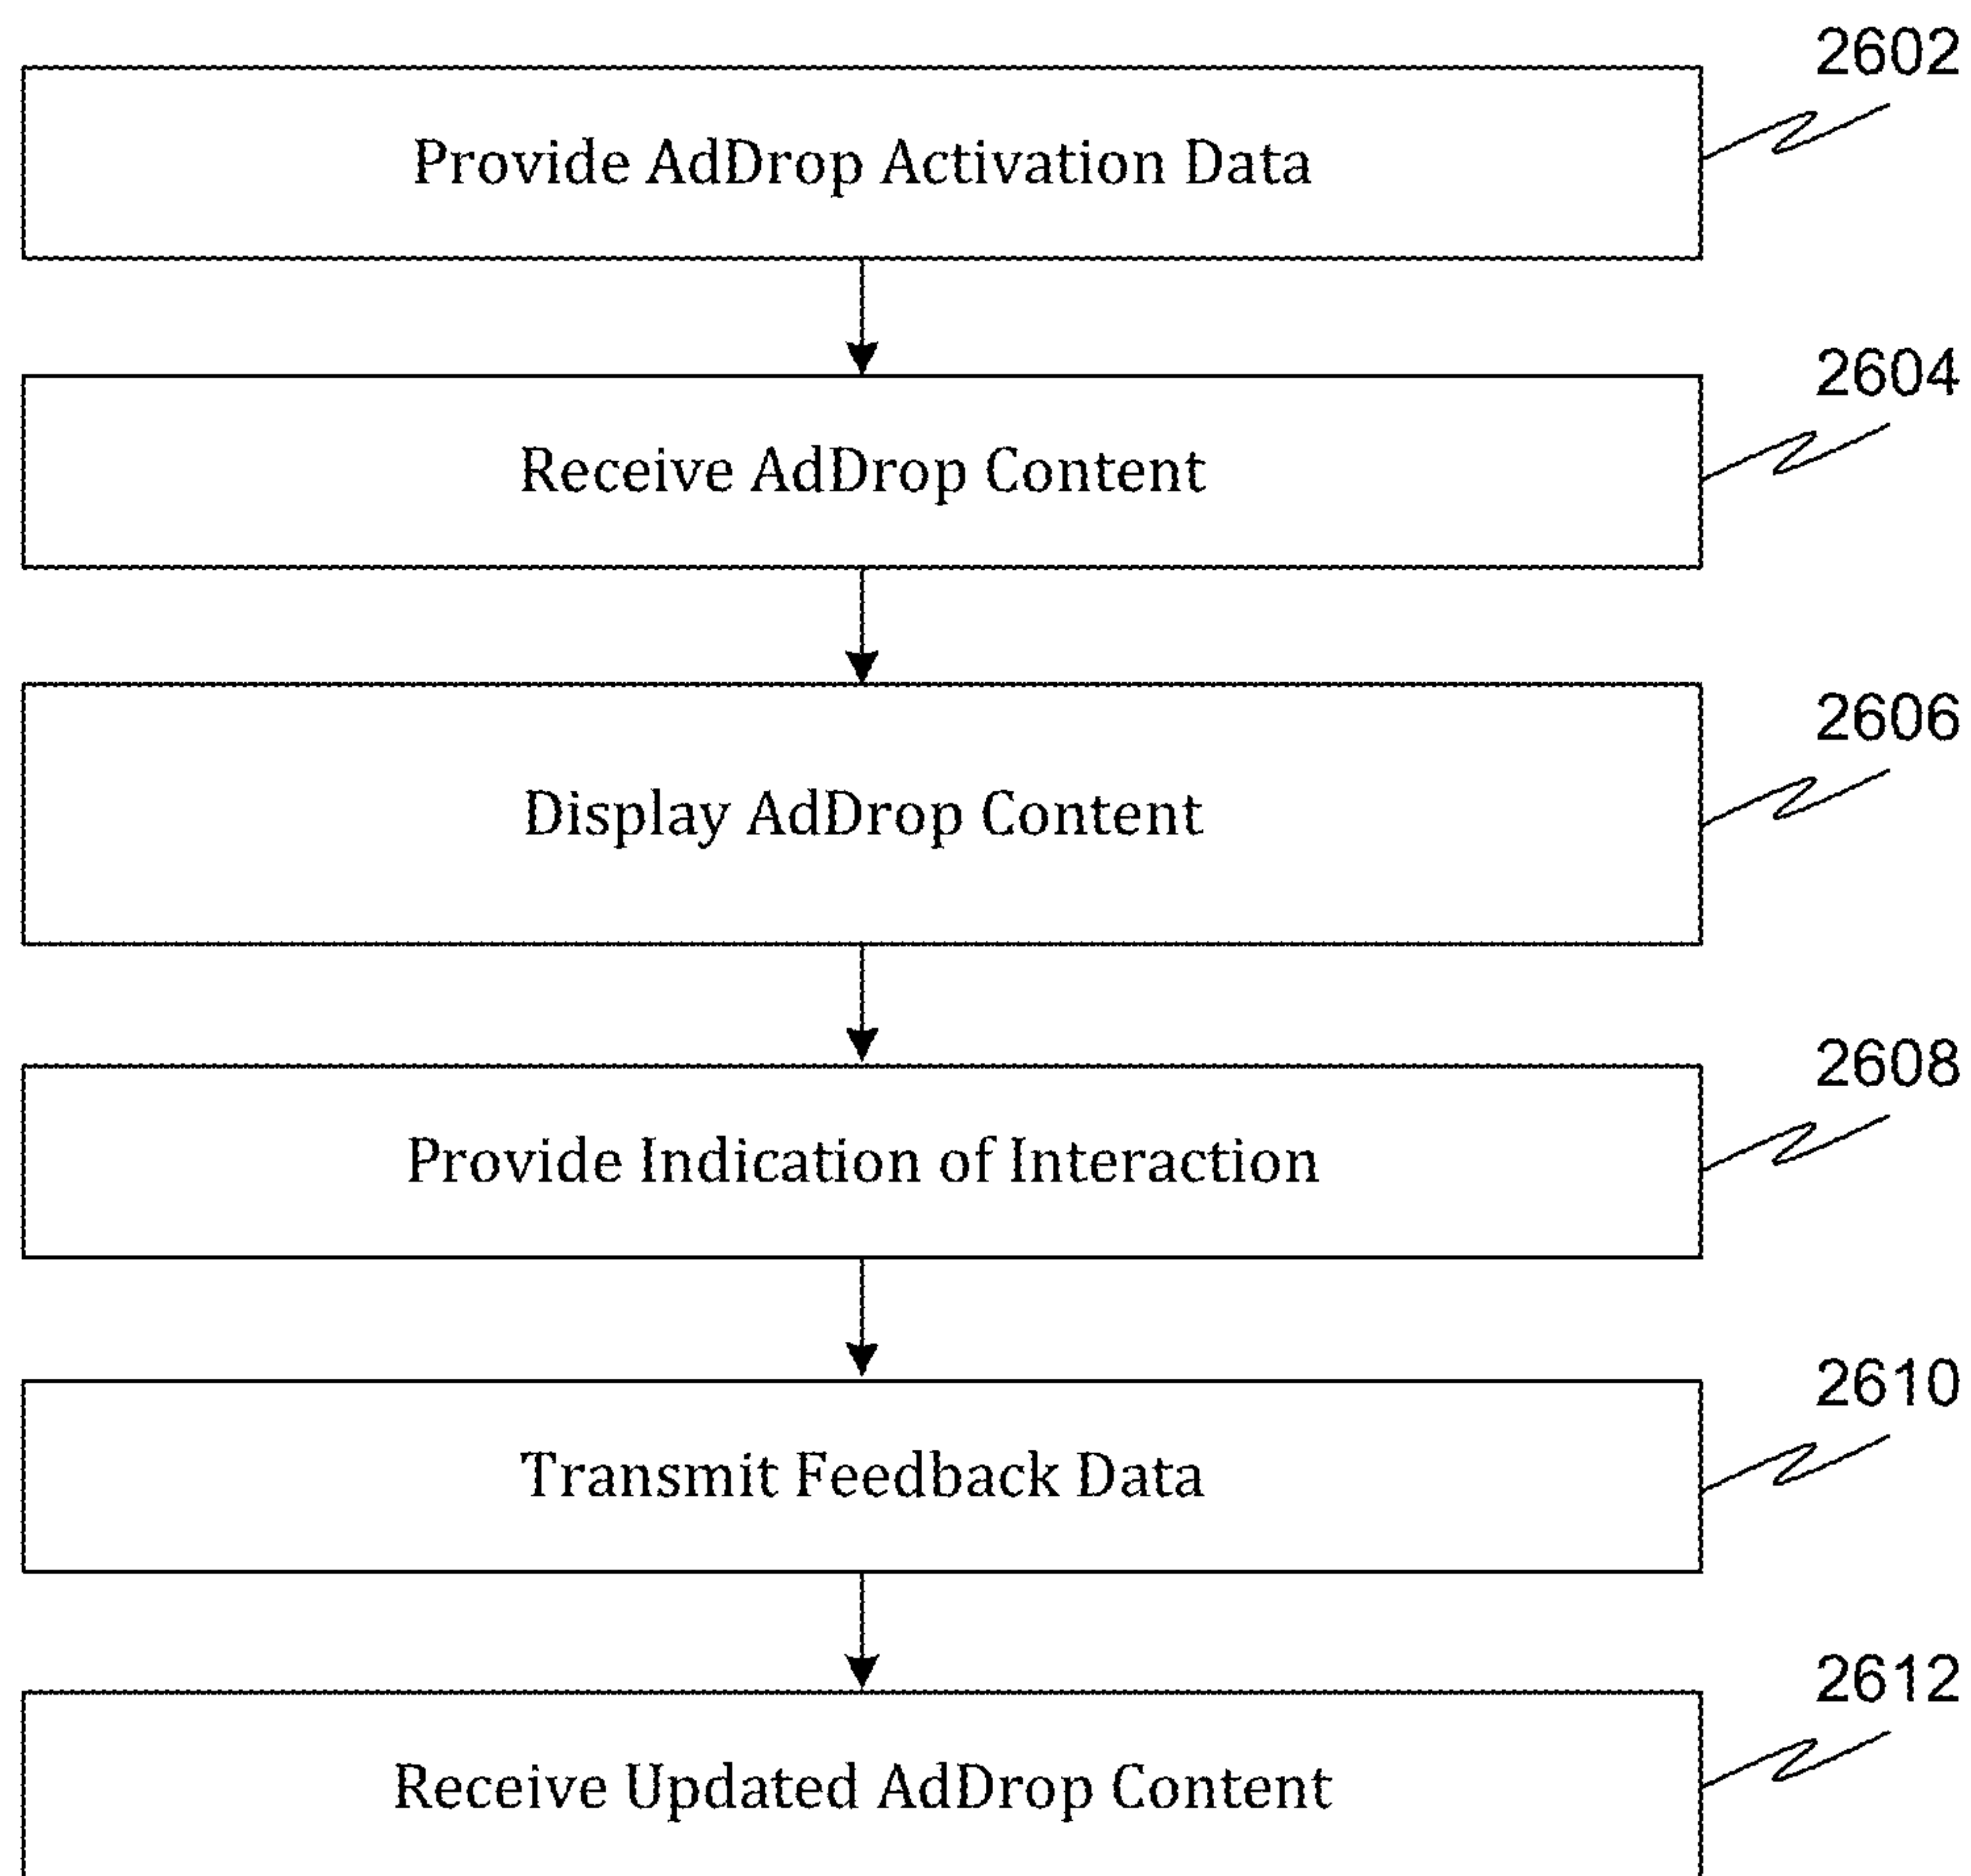 2602
Provide AdDrop Activation Data
2604
Receive AdDrop Content
2606
Display AdDrop Content
2608
Provide Indication of Interaction
2610
Transmit Feedback Data
2612
Receive Updated AdDrop Content